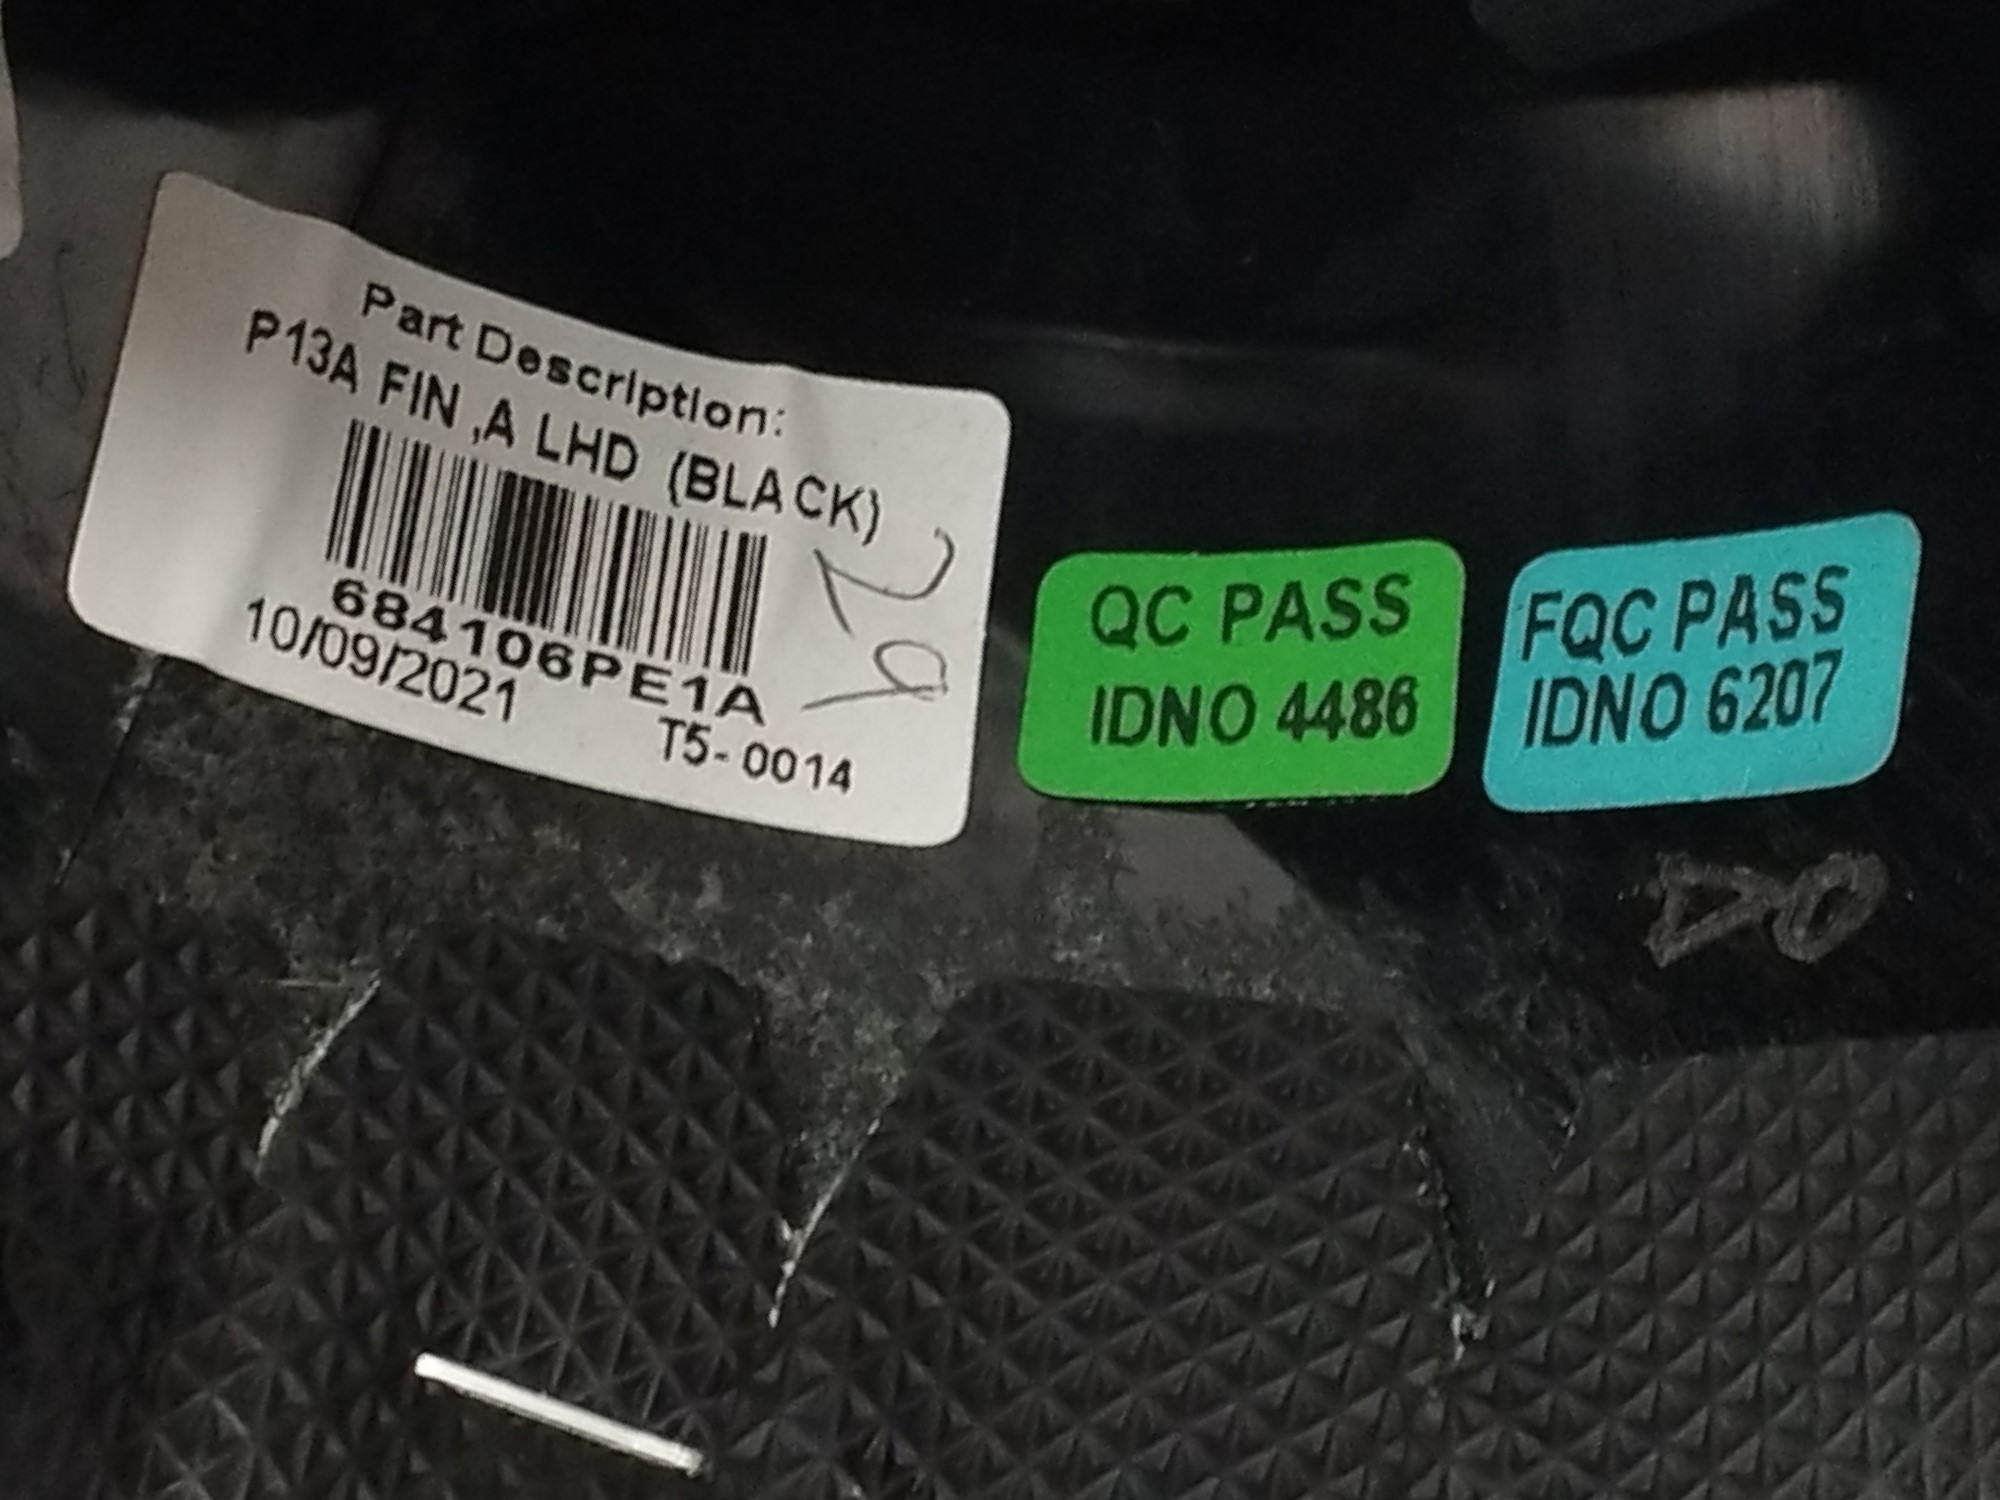 Part Description:
P13A FIN ,A LHD (BLACK)
684106PE1A
10/09/2021
T5-0014
29
QC PASS
IDNO 4486
FQC PASS
IDNO 6207